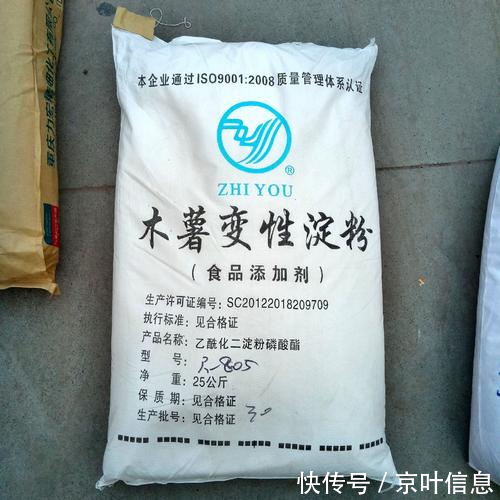 本企业通过ISO9001:2008质量管理体系认证
®
ZHI YOU
木薯变性淀粉
(食品添加剂)
生产许可证编号: SC20122018209709
执行标准: 见合格证
产品名称: 乙酰化二淀粉磷酸酯
型 号:
净 重: 25公斤
保 质 期: 见合格证
生产批号: 见合格证 30
快传号/京叶信息